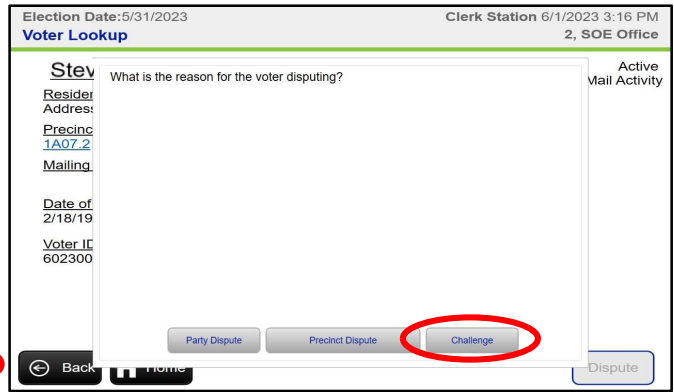 Election Date:5/31/2023 Clerk Station 6/1/2023 3:16 PM
Voter Lookup 2, SOE Office
Stev Active
What is the reason for the voter disputing?
Mail Activity
Resider
Address
Precinc
1A07.2
Mailing
Date of
2/18/19
Voter ID
602300
Party Dispute Precinct Dispute Challenge
Back Home Dispute